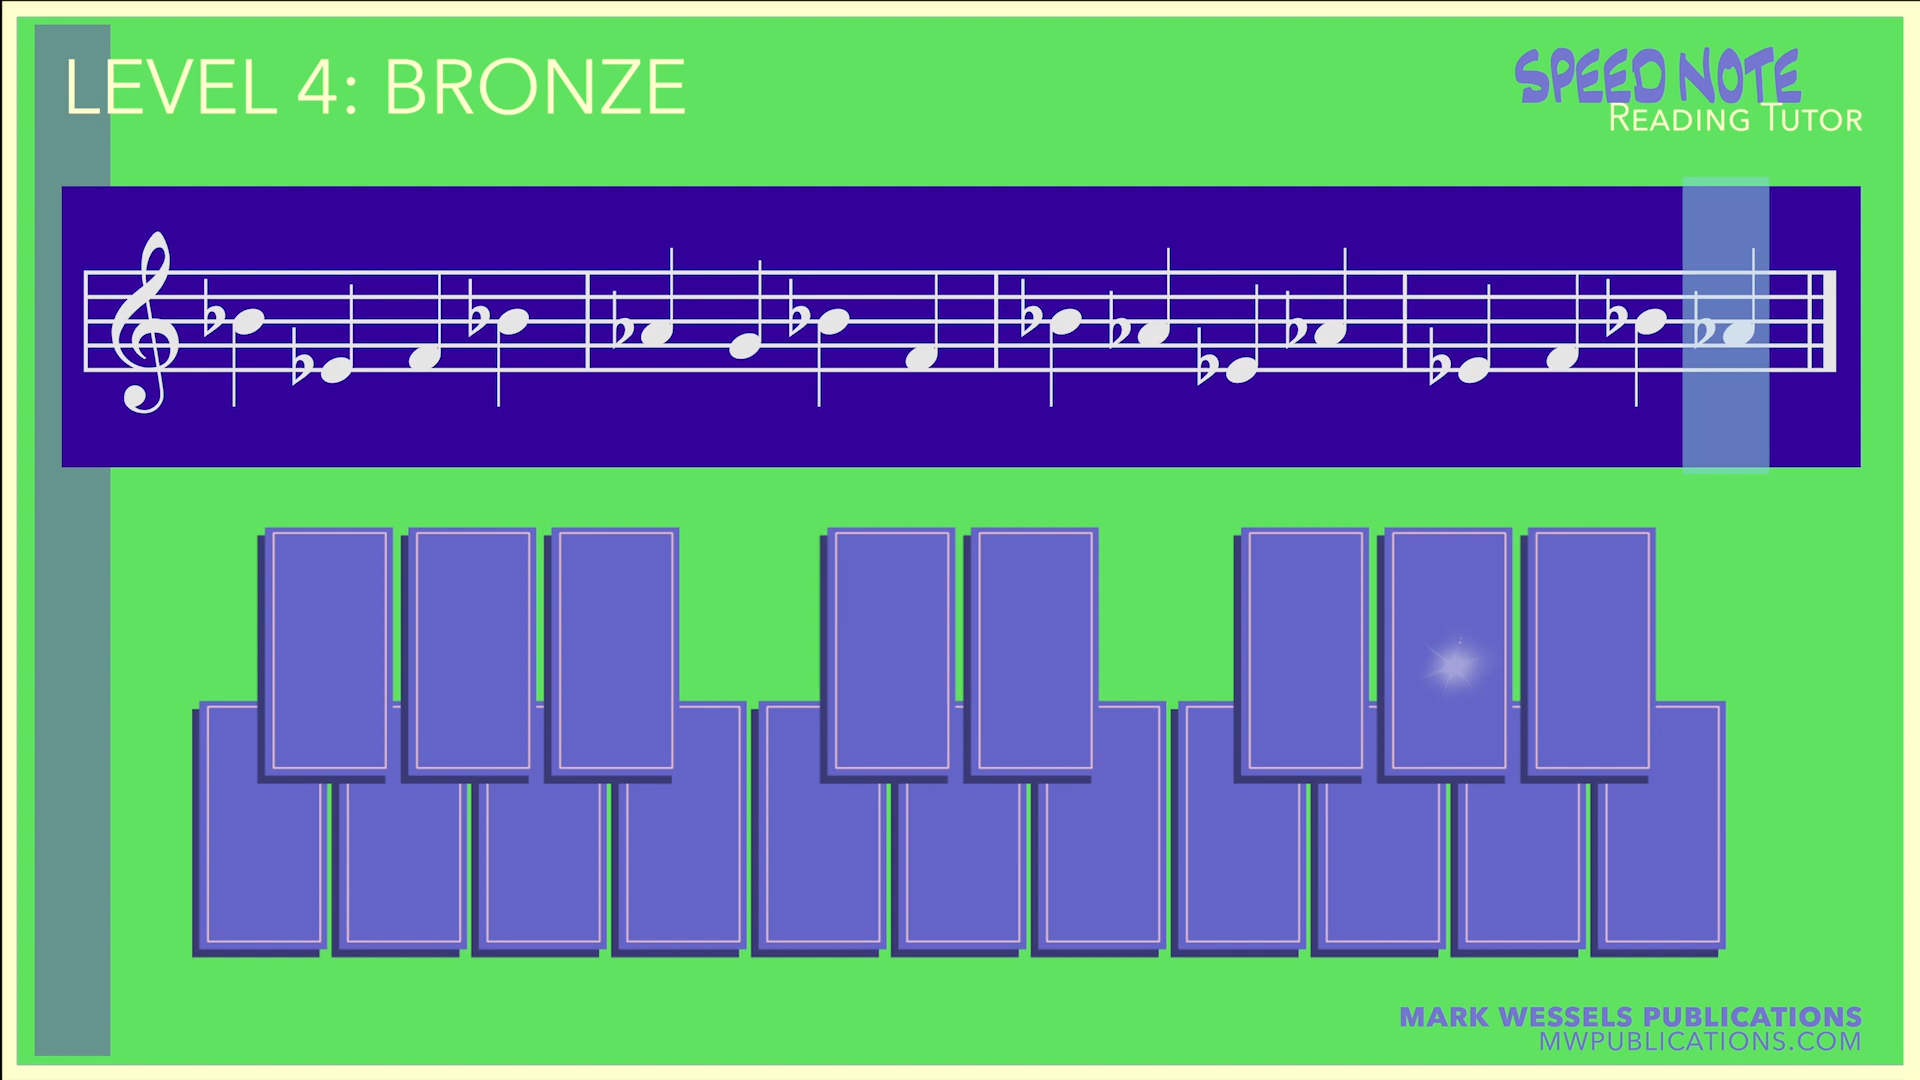 LEVEL 4: BRONZE
SPEED NOTE
READING TUTOR
MARK WESSELS PUBLICATIONS
MWPUBLICATIONS.COM